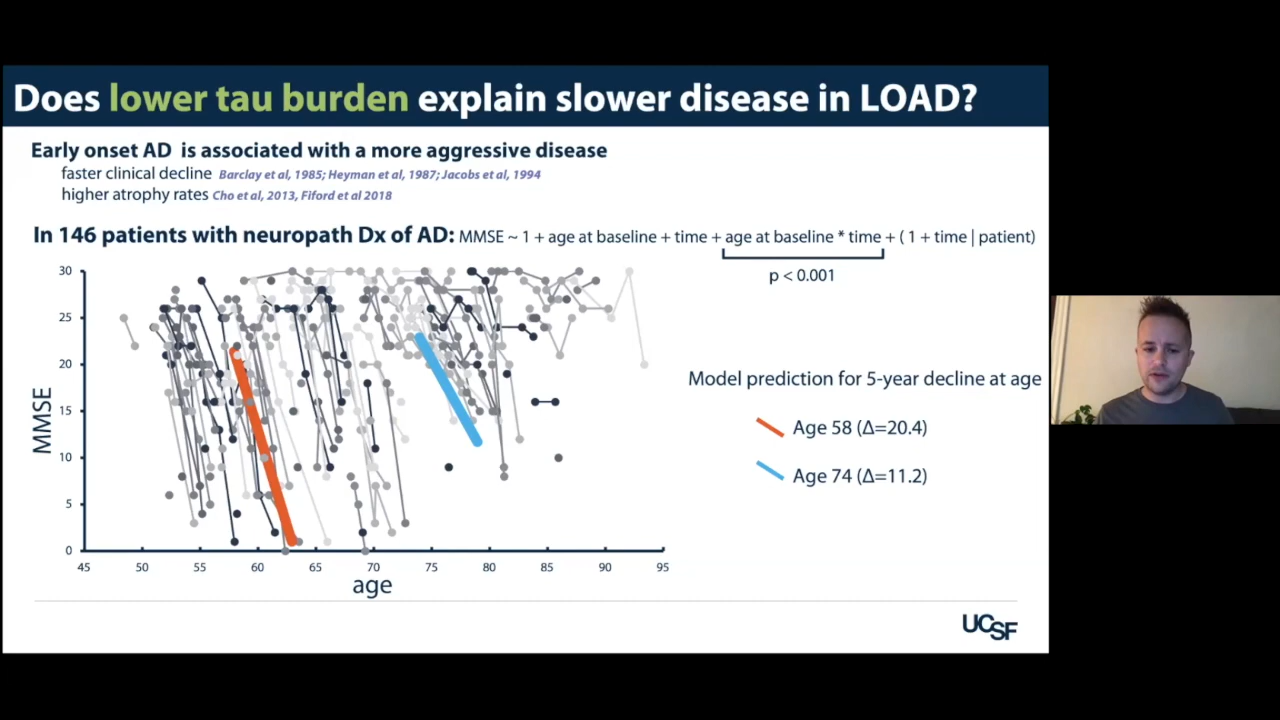 Does lower tau burden explain slower disease in LOAD?
Early onset AD is associated with a more aggressive disease
faster clinical decline Barclay et al, 1985; Heyman et al, 1987; Jacobs et al, 1994
higher atrophy rates Cho et al, 2013, Fiford et al 2018
In 146 patients with neuropath Dx of AD: MMSE ~ 1 + age at baseline + time + age at baseline * time + ( 1 + time | patient)
p < 0.001
30
25
20
15
10
5
0
MMSE
45 50 55 60 65 70 75 80 85 90 95
age
Model prediction for 5-year decline at age
Age 58 (Δ=20.4)
Age 74 (Δ=11.2)
UCSF